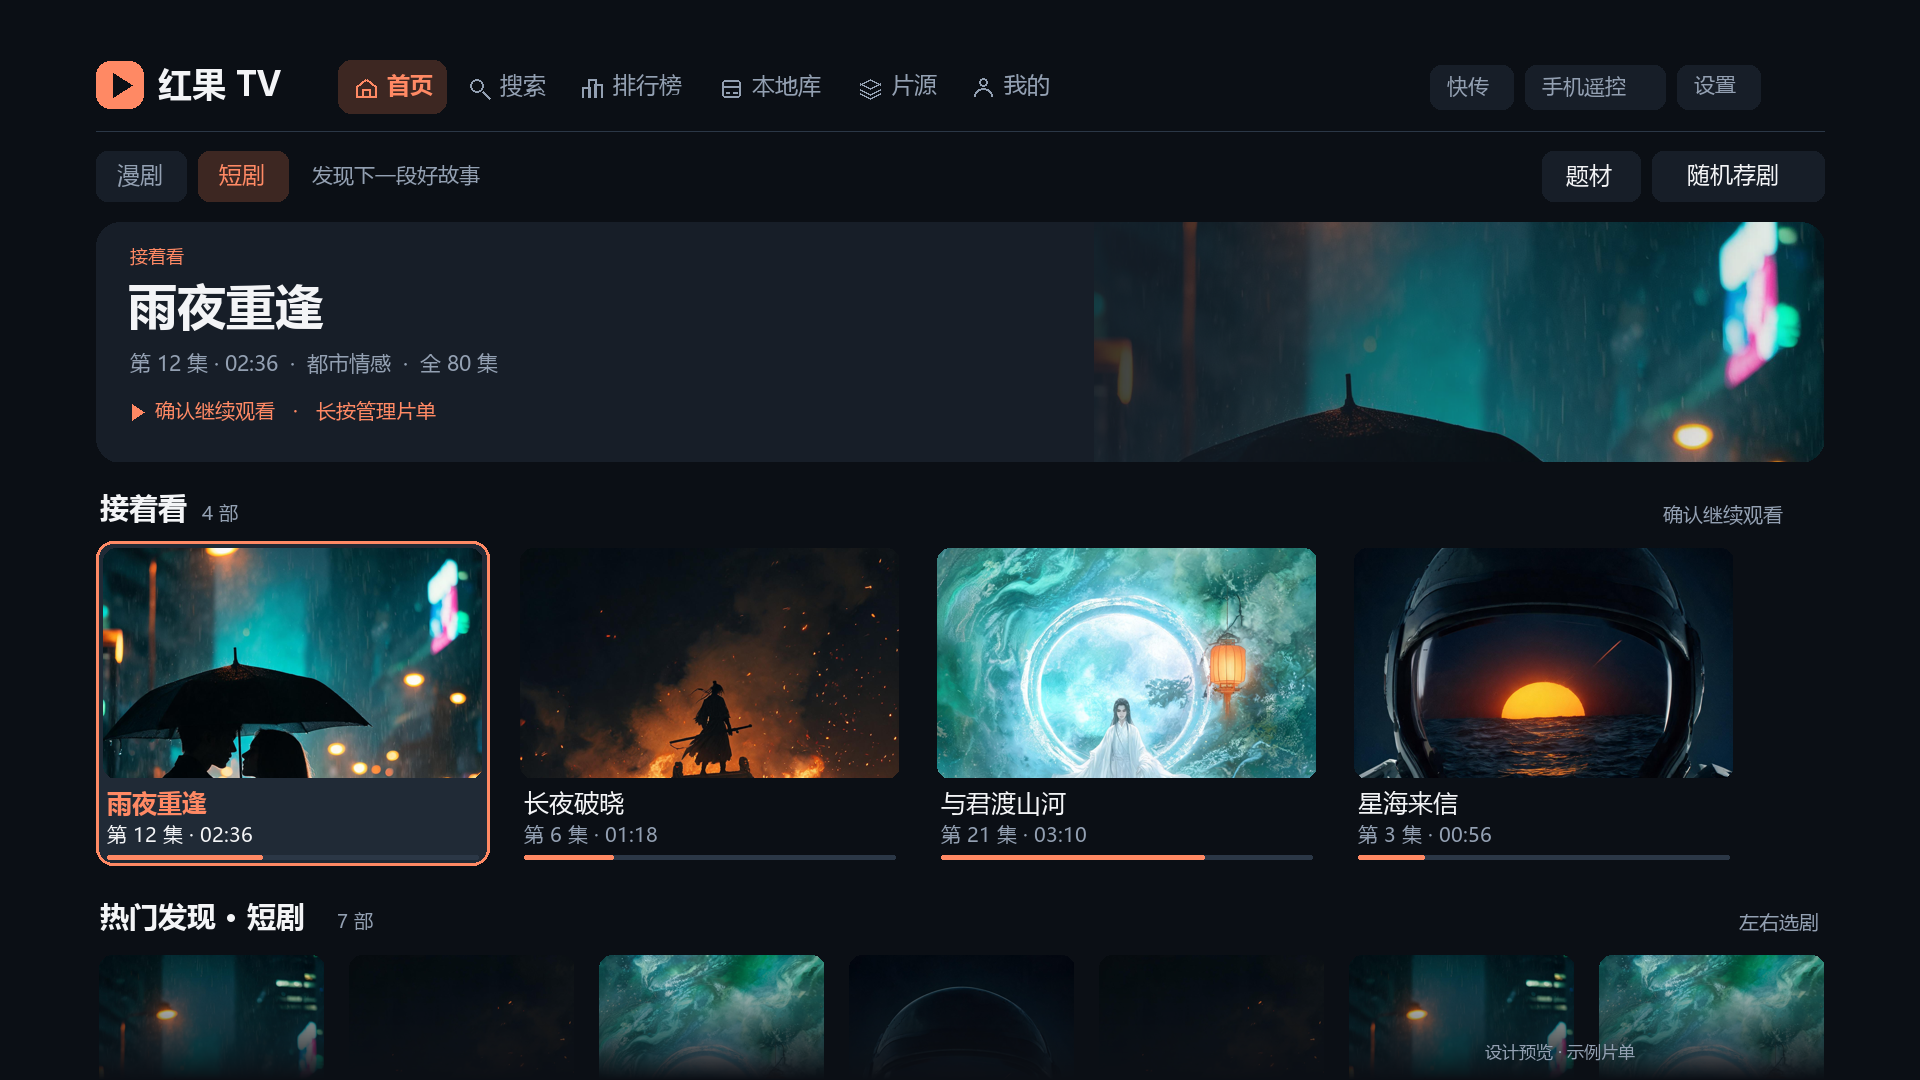 红果 TV
首页 搜索 排行榜 本地库 片源 我的 快传 手机遥控 设置
漫剧 短剧 发现下一段好故事 题材 随机荐剧
接着看
雨夜重逢
第 12 集 · 02:36 · 都市情感 · 全 80 集
确认继续观看 · 长按管理片单
接着看 4 部 确认继续观看
雨夜重逢
第 12 集 · 02:36
长夜破晓
第 6 集 · 01:18
与君渡山河
第 21 集 · 03:10
星海来信
第 3 集 · 00:56
热门发现 · 短剧 7 部 左右选剧
设计预览 · 示例片单